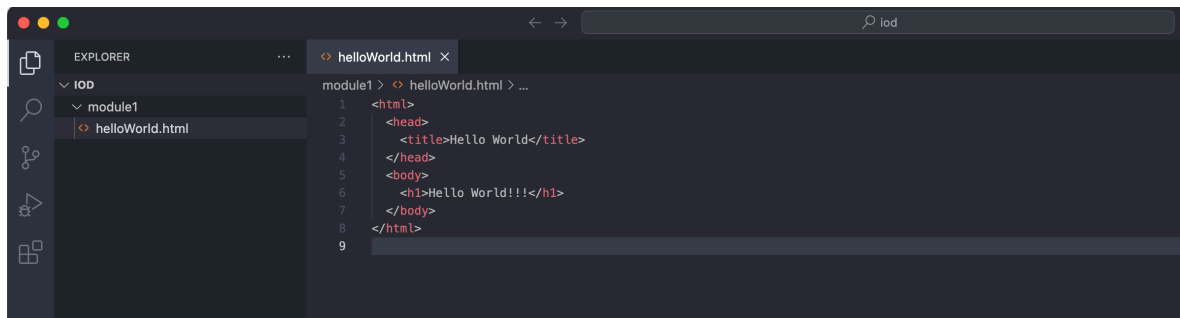 iod
EXPLORER ...
IOD
module1
helloWorld.html
helloWorld.html
module1 > helloWorld.html > ...
1 <html>
2   <head>
3     <title>Hello World</title>
4   </head>
5   <body>
6     <h1>Hello World!!!</h1>
7   </body>
8 </html>
9